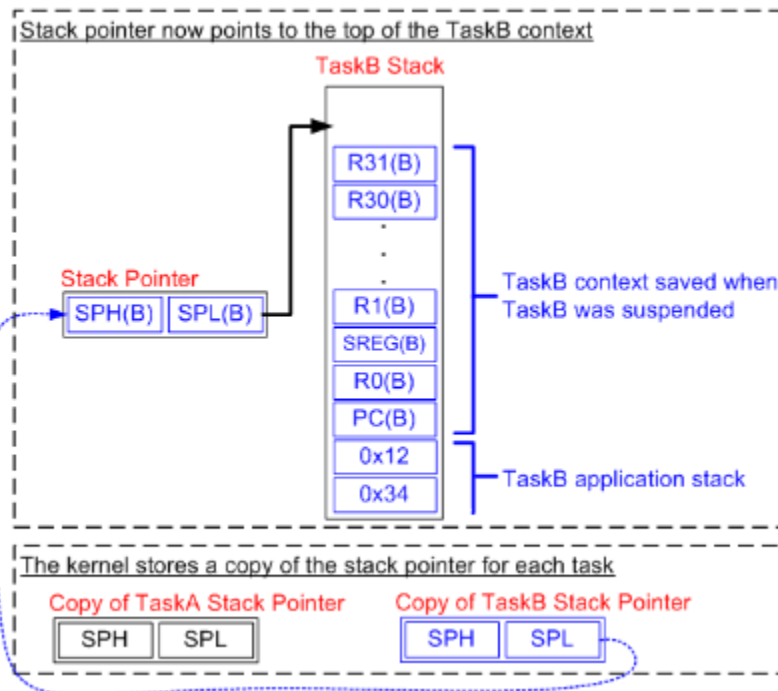 Stack pointer now points to the top of the TaskB context
TaskB Stack
R31(B)
R30(B)
.
.
.
Stack Pointer
SPH(B) SPL(B)
R1(B)
SREG(B)
R0(B)
PC(B)
TaskB context saved when
TaskB was suspended
0x12
0x34
TaskB application stack
The kernel stores a copy of the stack pointer for each task
Copy of TaskA Stack Pointer
SPH SPL
Copy of TaskB Stack Pointer
SPH SPL